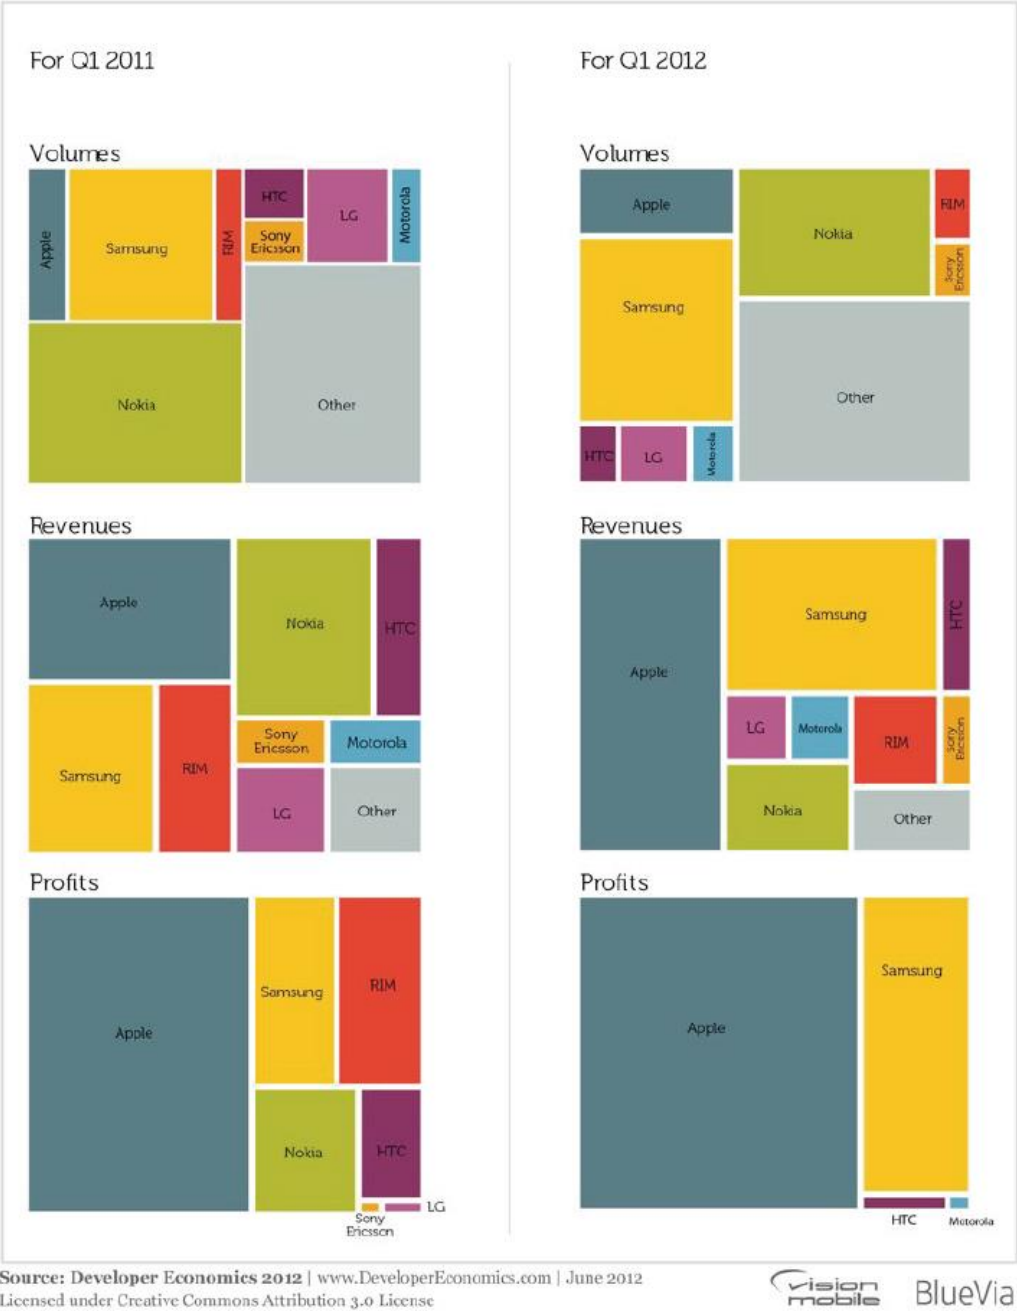 For Q1 2011
Volumes
Apple
Samsung
RIM
HTC
Sony
Ericsson
LG
Motorola
Nokia
Other
Revenues
Apple
Nokia
HTC
Samsung
RIM
Sony
Ericsson
Motorola
LG
Other
Profits
Apple
Samsung
RIM
Nokia
HTC
Sony
Ericsson
LG
For Q1 2012
Volumes
Apple
Nokia
RIM
Sony
Ericsson
Samsung
Other
HTC
LG
Motorola
Revenues
Apple
Samsung
HTC
LG
Motorola
RIM
Sony
Ericsson
Nokia
Other
Profits
Apple
Samsung
HTC
Motorola
Source: Developer Economics 2012 | www.DeveloperEconomics.com | June 2012
Licensed under Creative Commons Attribution 3.0 License
vision
mobile
BlueVia